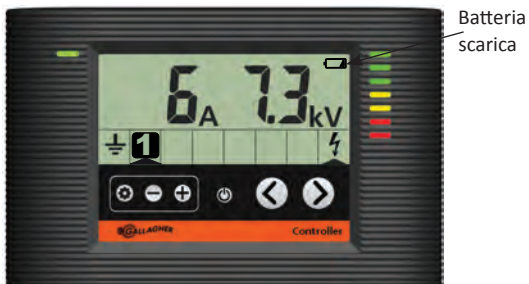 Batteria
scarica
6A 7.3kV
1
GALLAGHER
Controller